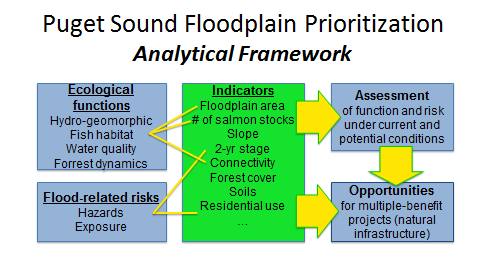 Puget Sound Floodplain Prioritization
Analytical Framework
Ecological
functions
Hydro-geomorphic
Fish habitat
Water quality
Forrest dynamics
Flood-related risks
Hazards
Exposure
Indicators
Floodplain area
# of salmon stocks
Slope
2-yr stage
Connectivity
Forest cover
Soils
Residential use
...
Assessment
of function and risk
under current and
potential conditions
Opportunities
for multiple-benefit
projects (natural
infrastructure)